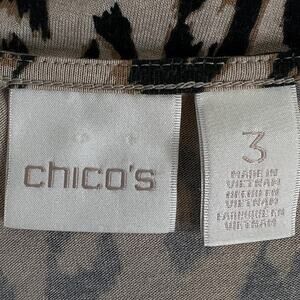 chico's
3
MADE IN
VIETNAM
HECHO EN
VIETNAM
FABRIQUÉ EN
VIETNAM